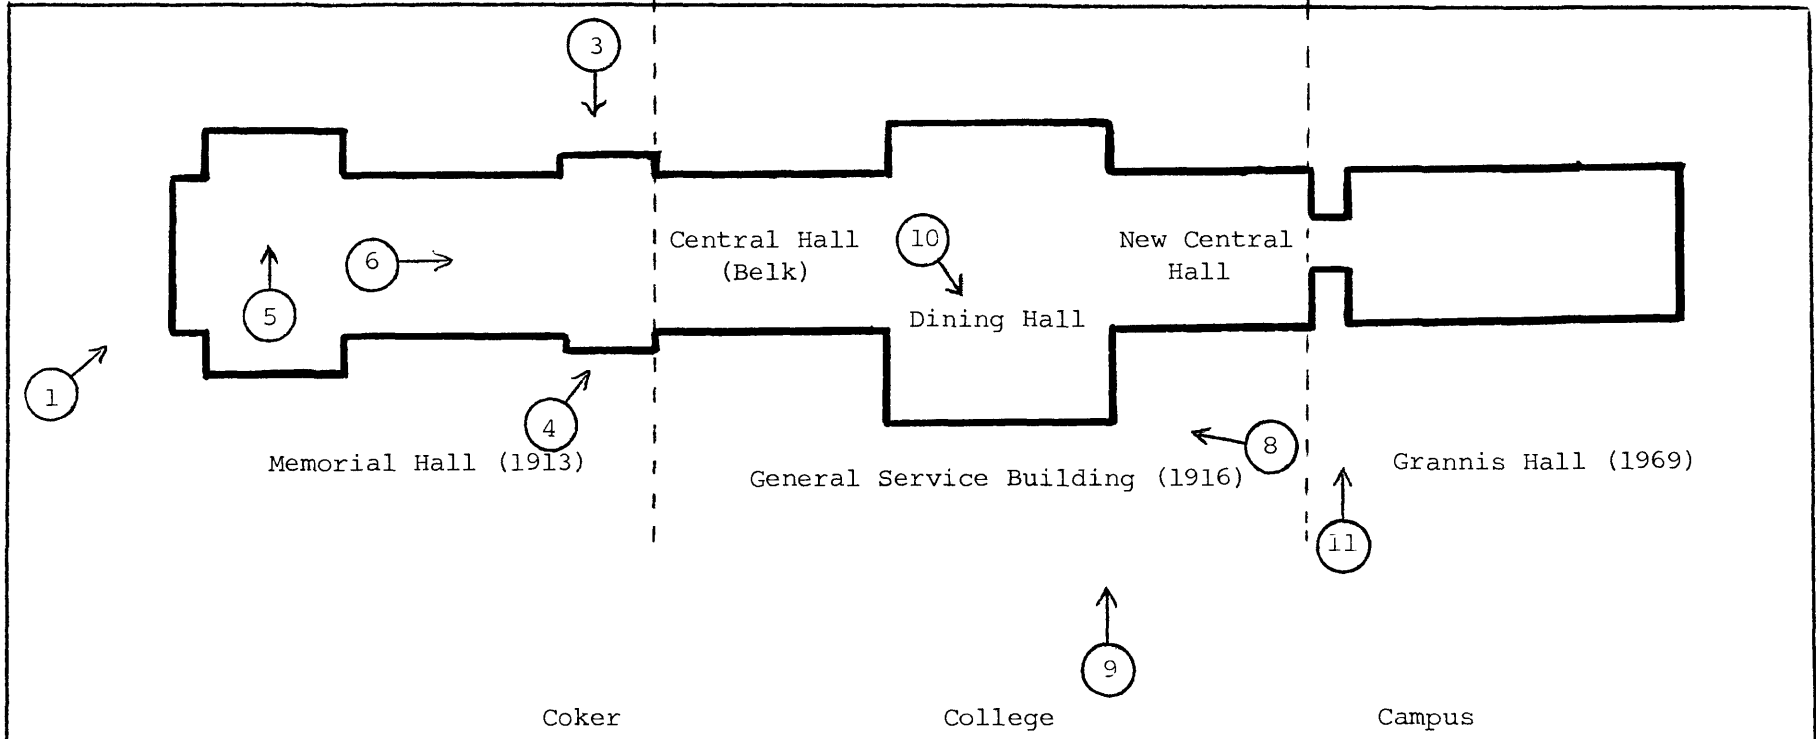 3
Central Hall
(Belk)
10
New Central
Hall
6
5
Dining Hall
1
4
8
Memorial Hall (1913)
General Service Building (1916)
Grannis Hall (1969)
11
9
Coker College Campus